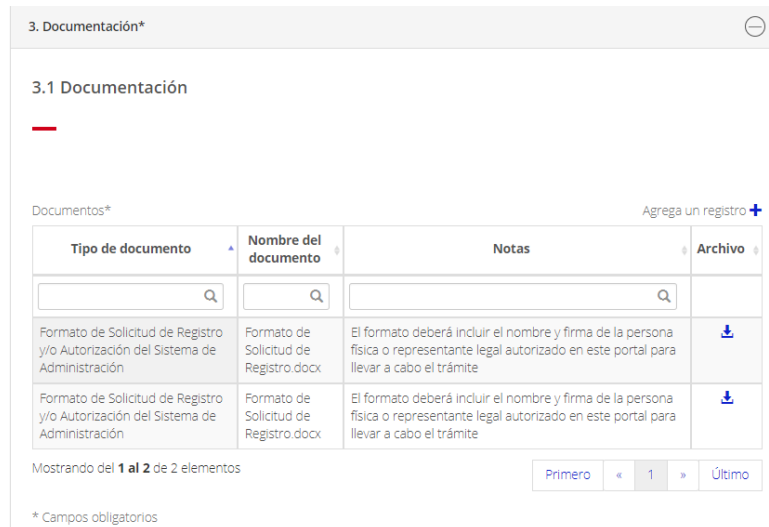 3. Documentación*
3.1 Documentación
Documentos*
Agrega un registro +
Tipo de documento
Nombre del
documento
Notas
Archivo
Formato de Solicitud de Registro
y/o Autorización del Sistema de
Administración
Formato de
Solicitud de
Registro.docx
El formato deberá incluir el nombre y firma de la persona
física o representante legal autorizado en este portal para
llevar a cabo el trámite
Formato de Solicitud de Registro
y/o Autorización del Sistema de
Administración
Formato de
Solicitud de
Registro.docx
El formato deberá incluir el nombre y firma de la persona
física o representante legal autorizado en este portal para
llevar a cabo el trámite
Mostrando del 1 al 2 de 2 elementos
Primero « 1 » Último
* Campos obligatorios